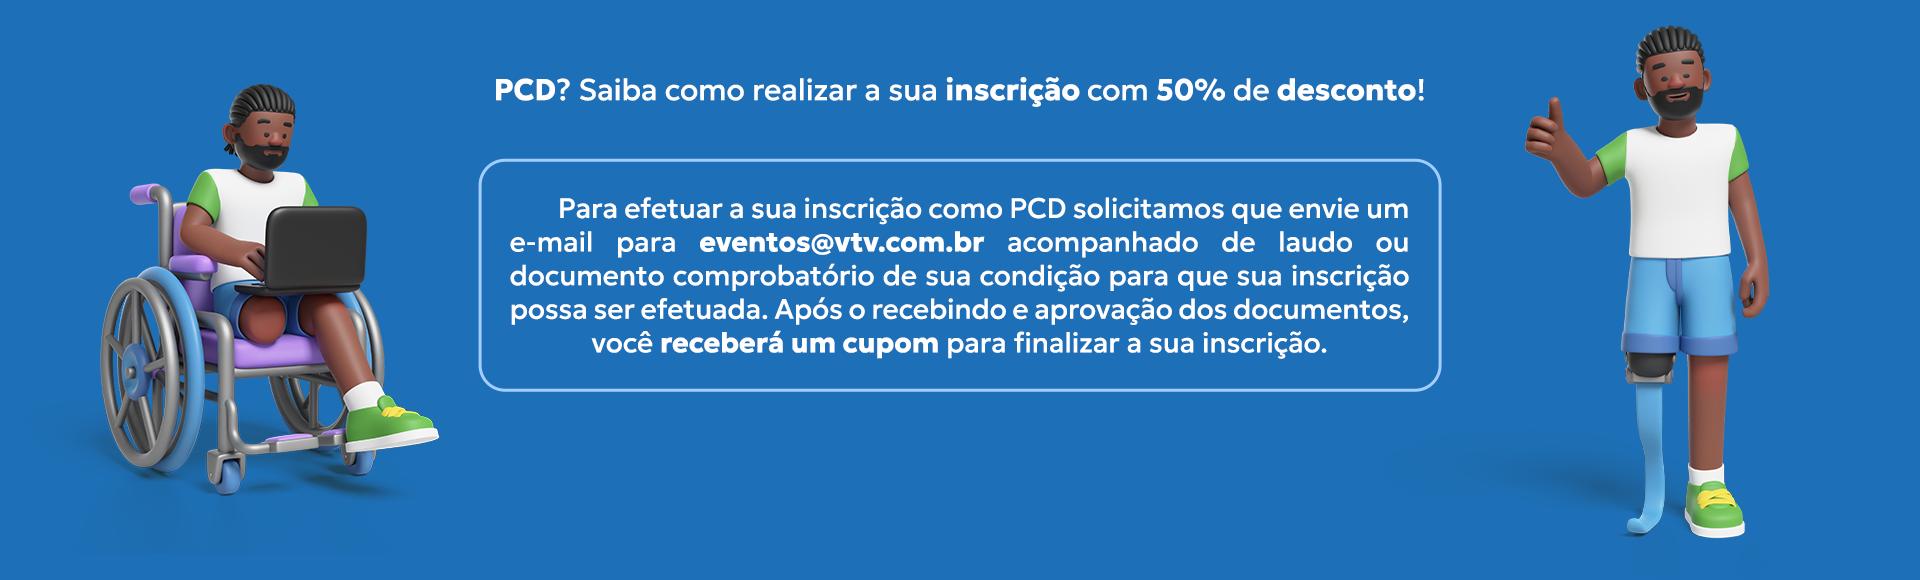 PCD? Saiba como realizar a sua inscrição com 50% de desconto!
Para efetuar a sua inscrição como PCD solicitamos que envie um
e-mail para eventos@vtv.com.br acompanhado de laudo ou
documento comprobatório de sua condição para que sua inscrição
possa ser efetuada. Após o recebindo e aprovação dos documentos,
você receberá um cupom para finalizar a sua inscrição.